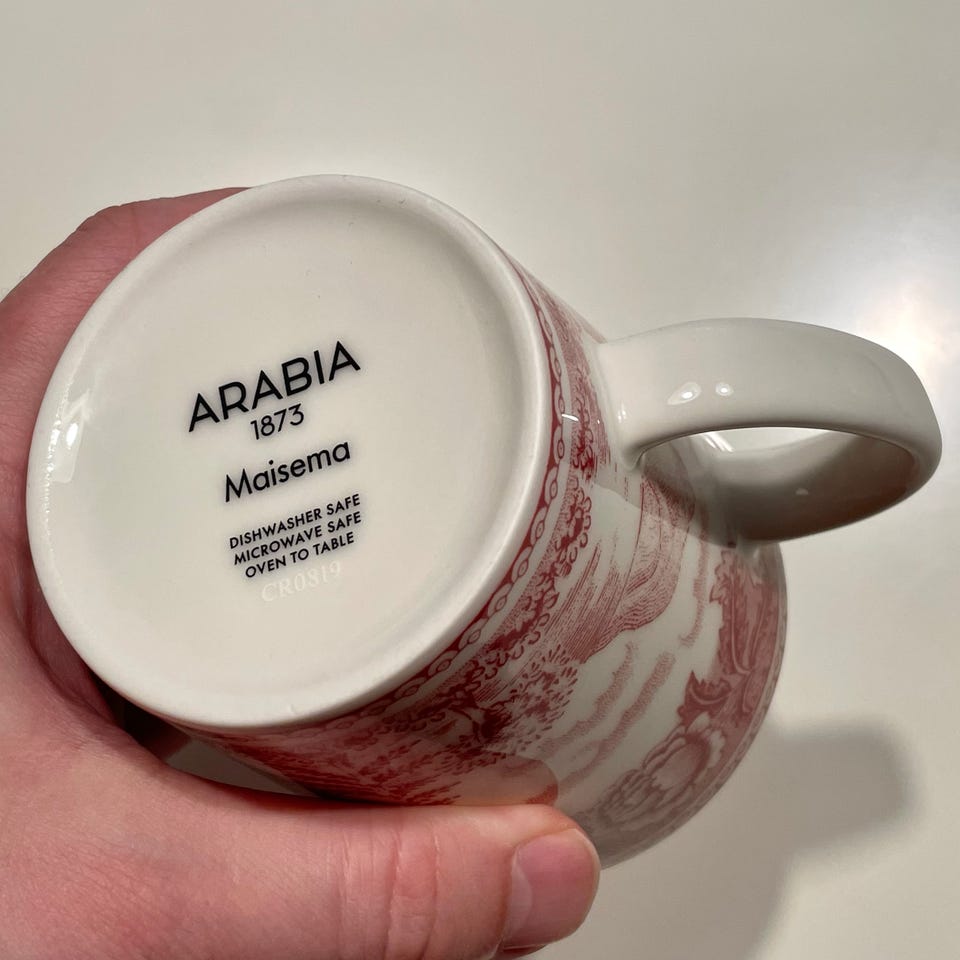 ARABIA
1873
Maisema
DISHWASHER SAFE
MICROWAVE SAFE
OVEN TO TABLE
CR0819